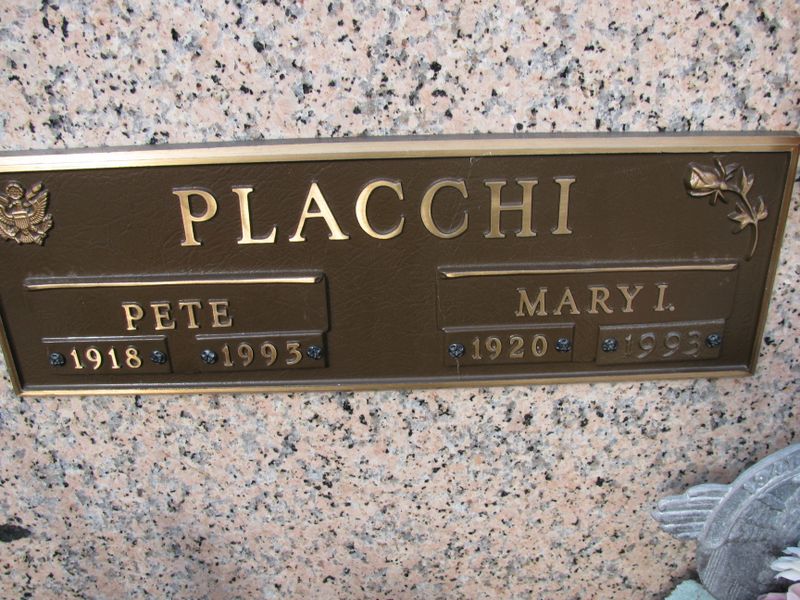 PLACCHI
PETE
MARY I.
1918 1993
1920 1993